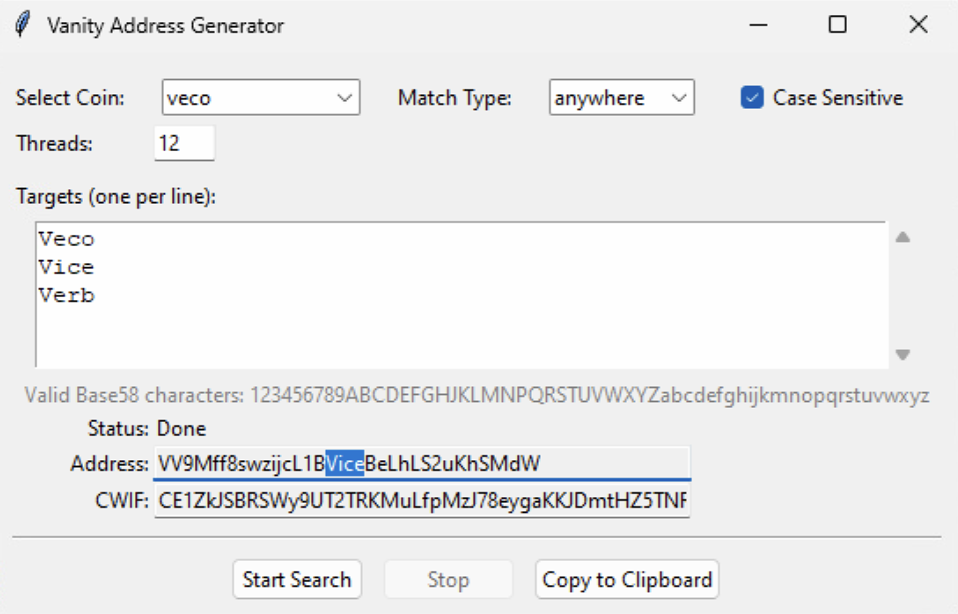 Vanity Address Generator
Select Coin: veco Match Type: anywhere Case Sensitive
Threads: 12
Targets (one per line):
Veco
Vice
Verb
Valid Base58 characters: 123456789ABCDEFGHJKLMNPQRSTUVWXYZabcdefghijkmnopqrstuvwxyz
Status: Done
Address: VV9Mff8swzijcL1BViceBeLhLS2uKhSMdW
CWIF: CE1ZkJSBRSWy9UT2TRKMuLfpMzJ78eygaKKJDmtHZ5TNF
Start Search Stop Copy to Clipboard